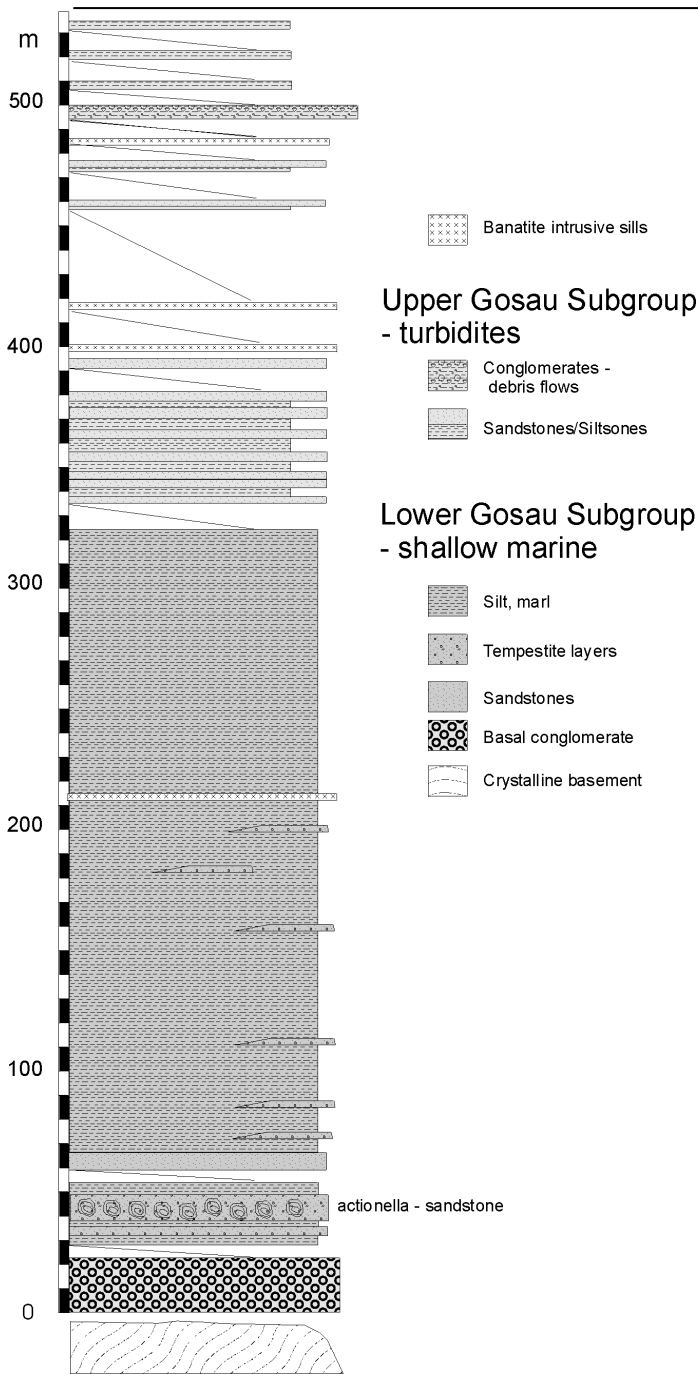 m
500
400
300
200
100
0
actionella - sandstone
Banatite intrusive sills
Upper Gosau Subgroup
- turbidites
Conglomerates -
debris flows
Sandstones/Siltsones
Lower Gosau Subgroup
- shallow marine
Silt, marl
Tempestite layers
Sandstones
Basal conglomerate
Crystalline basement